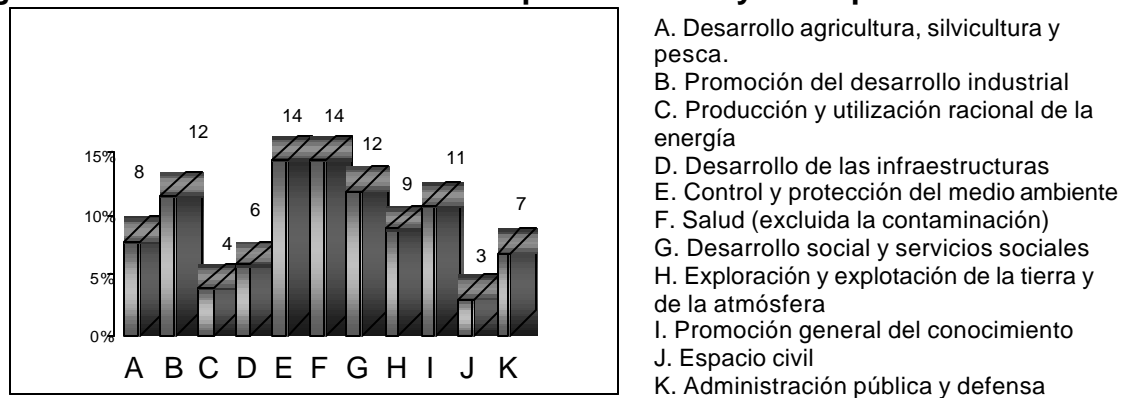 14 14
12 12
11
15%
8
9
10%
6
7
4
5%
3
0%
A B C D E F G H I J K
A. Desarrollo agricultura, silvicultura y
pesca.
B. Promoción del desarrollo industrial
C. Producción y utilización racional de la
energía
D. Desarrollo de las infraestructuras
E. Control y protección del medio ambiente
F. Salud (excluida la contaminación)
G. Desarrollo social y servicios sociales
H. Exploración y explotación de la tierra y
de la atmósfera
I. Promoción general del conocimiento
J. Espacio civil
K. Administración pública y defensa